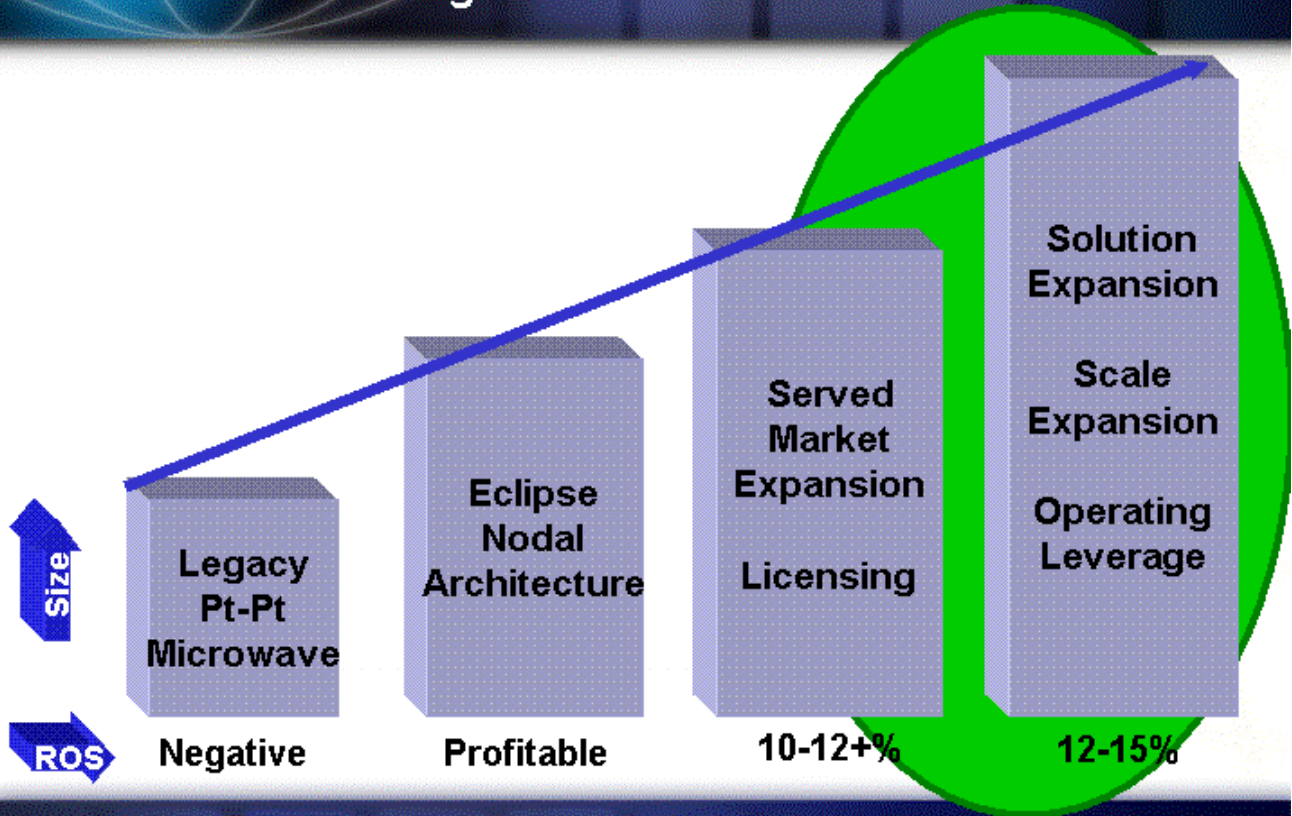 Legacy
Pt-Pt
Microwave
Eclipse
Nodal
Architecture
Served
Market
Expansion
Licensing
Solution
Expansion
Scale
Expansion
Operating
Leverage
Size
ROS
Negative
Profitable
10-12+%
12-15%